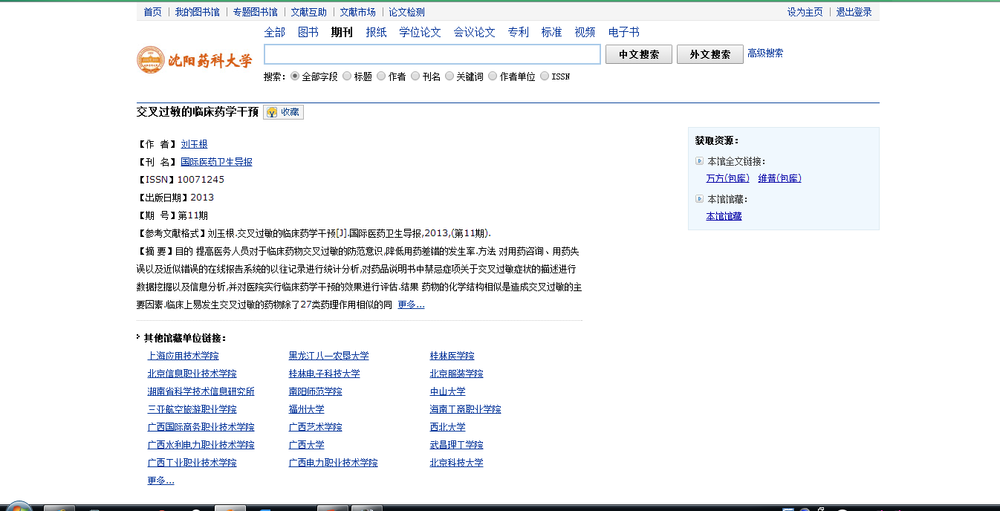 首页 | 我的图书馆 | 专题图书馆 | 文献互助 | 文献市场 | 论文检测
设为主页 | 退出登录
全部 图书 期刊 报纸 学位论文 会议论文 专利 标准 视频 电子书
沈阳药科大学
中文搜索 外文搜索 高级搜索
搜索: 全部字段 标题 作者 刊名 关键词 作者单位 ISSN
交叉过敏的临床药学干预 收藏
【作 者】刘玉根
【刊 名】国际医药卫生导报
【ISSN】10071245
【出版日期】2013
【期 号】第11期
【参考文献格式】刘玉根.交叉过敏的临床药学干预[J].国际医药卫生导报,2013,(第11期).
【摘 要】目的 提高医务人员对于临床药物交叉过敏的防范意识,降低用药差错的发生率.方法 对用药咨询、用药失
误以及近似错误的在线报告系统的以往记录进行统计分析,对药品说明书中禁忌症项关于交叉过敏症状的描述进行
数据挖掘以及信息分析,并对医院实行临床药学干预的效果进行评估.结果 药物的化学结构相似是造成交叉过敏的主
要因素.临床上易发生交叉过敏的药物除了27类药理作用相似的同 更多...
获取资源:
本馆全文链接:
万方(包库) 维普(包库)
本馆馆藏:
本馆馆藏
其他馆藏单位链接:
上海应用技术学院 黑龙江八一农垦大学 桂林医学院
北京信息职业技术学院 桂林电子科技大学 北京服装学院
湖南省科学技术信息研究所 南阳师范学院 中山大学
三亚航空旅游职业学院 福州大学 海南工商职业学院
广西国际商务职业技术学院 广西艺术学院 西北大学
广西水利电力职业技术学院 广西大学 武昌理工学院
广西工业职业技术学院 广西电力职业技术学院 北京科技大学
更多...